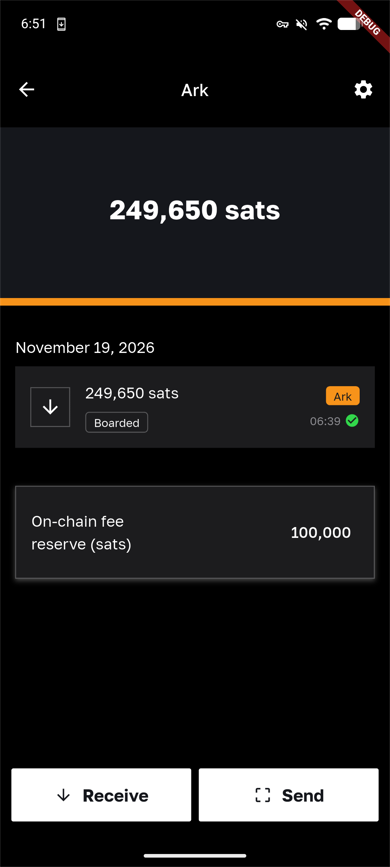 6:51
DEBUG
Ark
249,650 sats
November 19, 2026
249,650 sats
Ark
Boarded
06:39
On-chain fee
reserve (sats)
100,000
Receive
Send